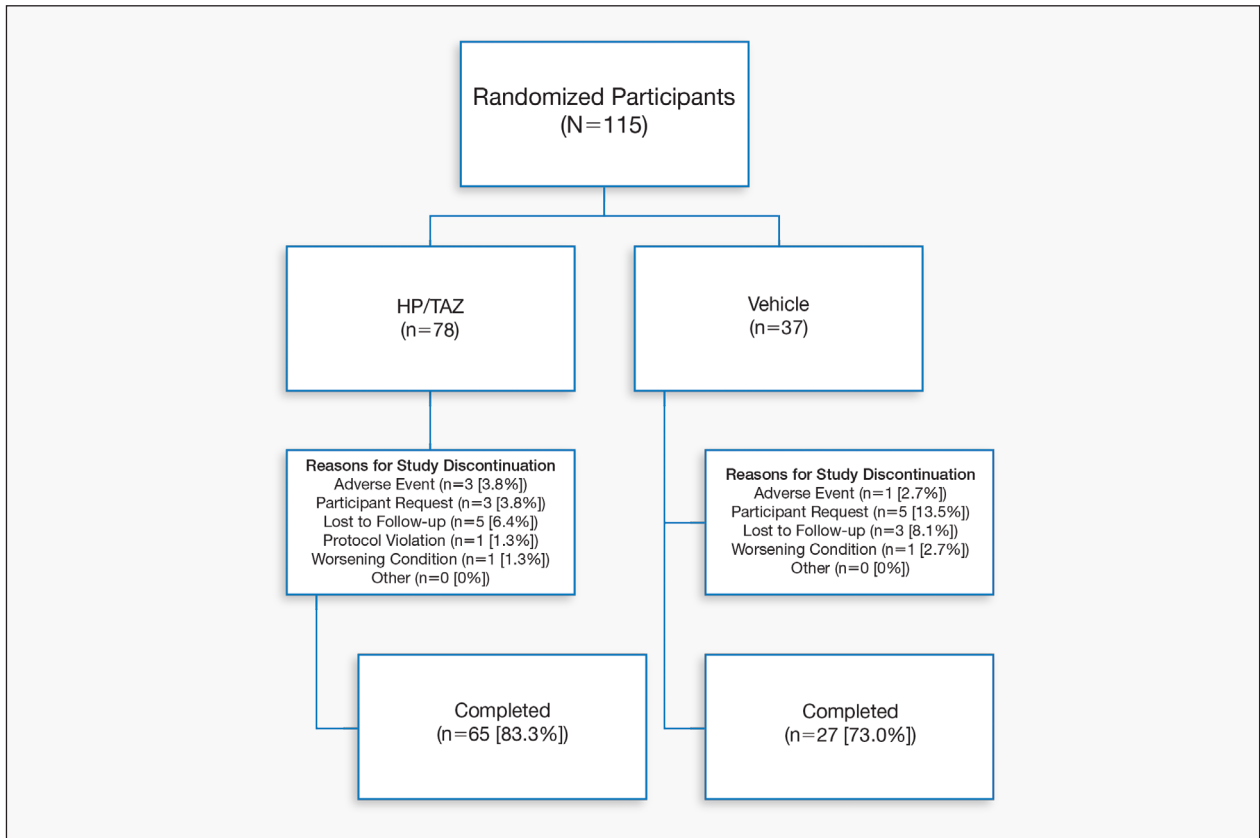 Randomized Participants
(N=115)
HP/TAZ
(n=78)
Vehicle
(n=37)
Reasons for Study Discontinuation
Adverse Event (n=3 [3.8%])
Participant Request (n=3 [3.8%])
Lost to Follow-up (n=5 [6.4%])
Protocol Violation (n=1 [1.3%])
Worsening Condition (n=1 [1.3%])
Other (n=0 [0%])
Reasons for Study Discontinuation
Adverse Event (n=1 [2.7%])
Participant Request (n=5 [13.5%])
Lost to Follow-up (n=3 [8.1%])
Worsening Condition (n=1 [2.7%])
Other (n=0 [0%])
Completed
(n=65 [83.3%])
Completed
(n=27 [73.0%])